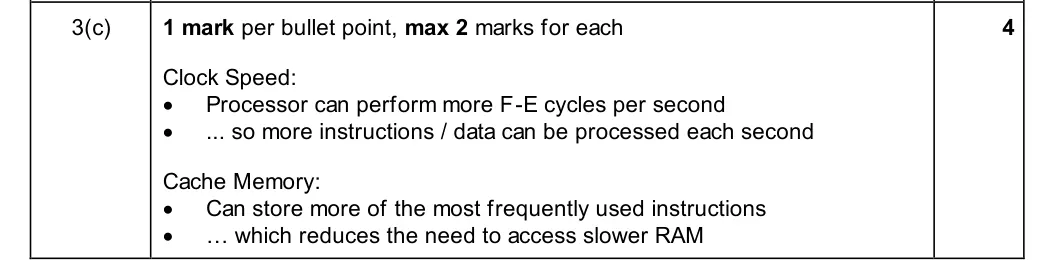 3(c) 1 mark per bullet point, max 2 marks for each 4
Clock Speed:
• Processor can perform more F-E cycles per second
• ... so more instructions / data can be processed each second
Cache Memory:
• Can store more of the most frequently used instructions
• … which reduces the need to access slower RAM